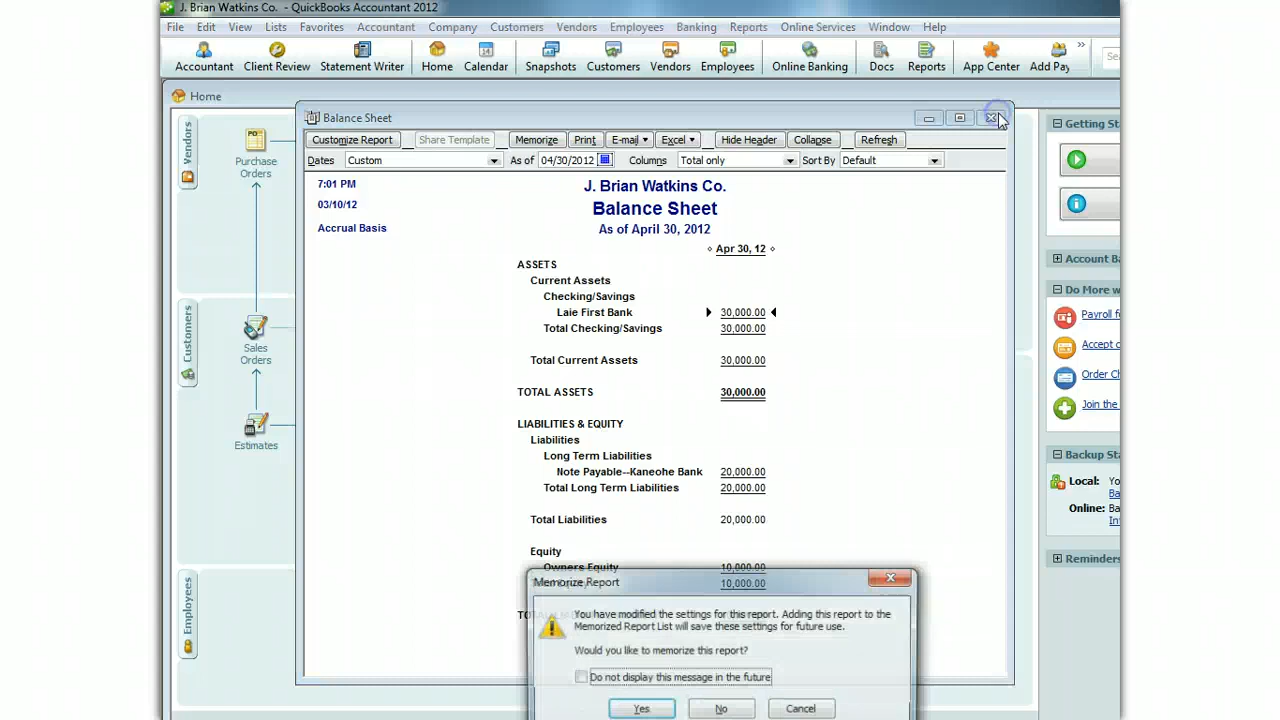 J. Brian Watkins Co. - QuickBooks Accountant 2012
File Edit View Lists Favorites Accountant Company Customers Vendors Employees Banking Reports Online Services Window Help
Accountant Client Review Statement Writer Home Calendar Snapshots Customers Vendors Employees Online Banking Docs Reports App Center Add Pay
Home
Vendors
Purchase
Orders
Customers
Sales
Orders
Estimates
Employees
Balance Sheet
Customize Report Share Template Memorize Print E-mail Excel Hide Header Collapse Refresh
Dates Custom As of 04/30/2012 Columns Total only Sort By Default
7:01 PM
03/10/12
Accrual Basis
J. Brian Watkins Co.
Balance Sheet
As of April 30, 2012
Apr 30, 12
ASSETS
Current Assets
Checking/Savings
Laie First Bank 30,000.00
Total Checking/Savings 30,000.00
Total Current Assets 30,000.00
TOTAL ASSETS 30,000.00
LIABILITIES & EQUITY
Liabilities
Long Term Liabilities
Note Payable--Kaneohe Bank 20,000.00
Total Long Term Liabilities 20,000.00
Total Liabilities 20,000.00
Equity
Owners Equity 10,000.00
10,000.00
Memorize Report
You have modified the settings for this report. Adding this report to the
Memorized Report List will save these settings for future use.
Would you like to memorize this report?
Do not display this message in the future
Yes No Cancel
Getting Sta
Account Ba
Do More w
Payroll f
Accept c
Order Ch
Join the
Backup Sta
Local: Yo
Ba
Online: Ba
In
Reminders